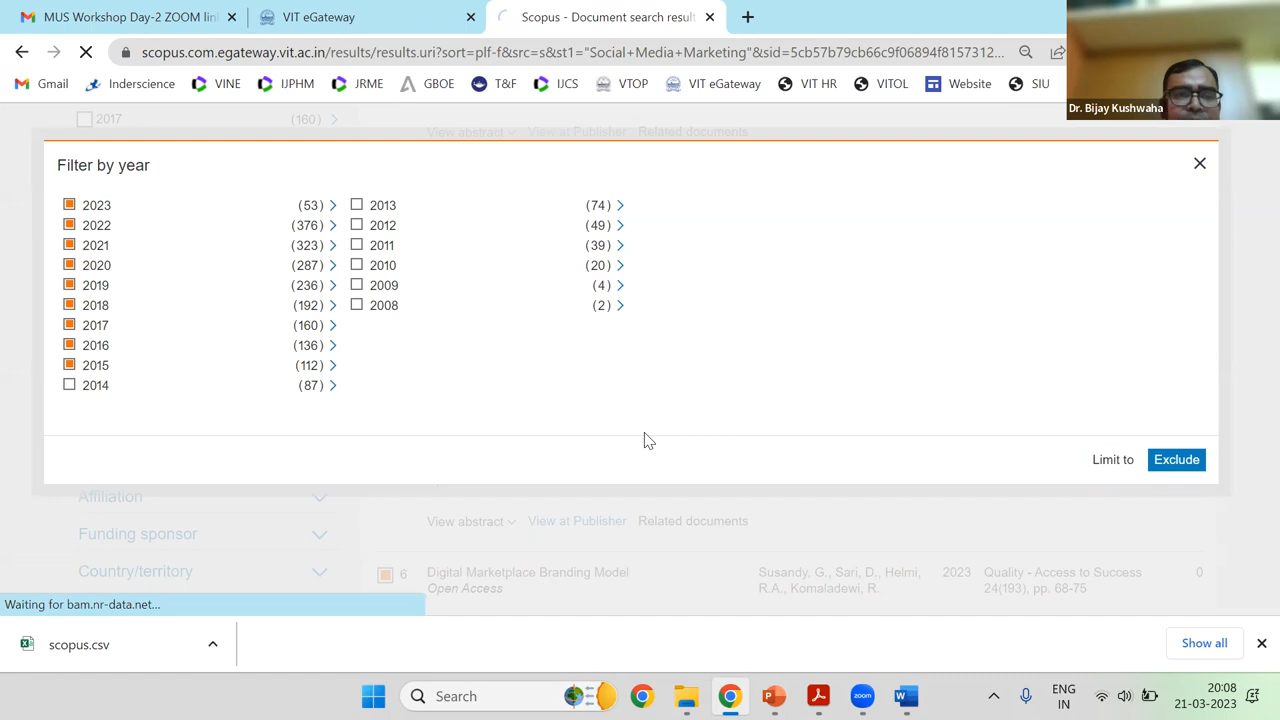 MUS Workshop Day-2 ZOOM lin
VIT eGateway
Scopus - Document search result
scopus.com.egateway.vit.ac.in/results/results.uri?sort=plf-f&src=s&st1="Social+Media+Marketing"&sid=5cb57b79cb66c9f06894f8157312...
Gmail
Inderscience
VINE
IJPHM
JRME
GBOE
T&F
IJCS
VTOP
VIT eGateway
VIT HR
VITOL
Website
SIU
Dr. Bijay Kushwaha
2017 (160)
View abstract View at Publisher Related documents
Filter by year
2023 (53)
2022 (376)
2021 (323)
2020 (287)
2019 (236)
2018 (192)
2017 (160)
2016 (136)
2015 (112)
2014 (87)
2013 (74)
2012 (49)
2011 (39)
2010 (20)
2009 (4)
2008 (2)
Limit to Exclude
Affiliation
Funding sponsor
Country/territory
View abstract View at Publisher Related documents
6 Digital Marketplace Branding Model
Open Access
Susandy, G., Sari, D., Helmi,
R.A., Komaladewi, R.
2023
Quality - Access to Success
24(193), pp. 68-75
0
Waiting for bam.nr-data.net...
scopus.csv
Show all
Search
ENG
IN
20:08
21-03-2023